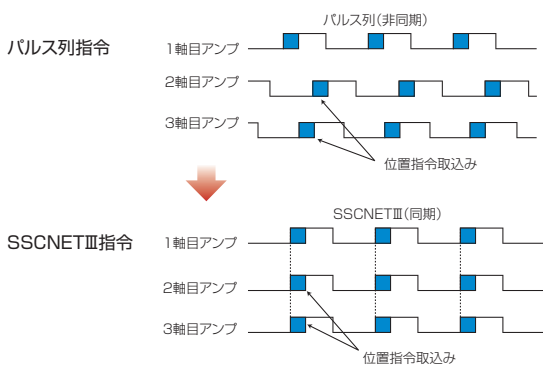 パルス列(非同期)
パルス列指令
1軸目アンプ
2軸目アンプ
3軸目アンプ
位置指令取込み
SSCNETⅢ(同期)
SSCNETⅢ指令
1軸目アンプ
2軸目アンプ
3軸目アンプ
位置指令取込み